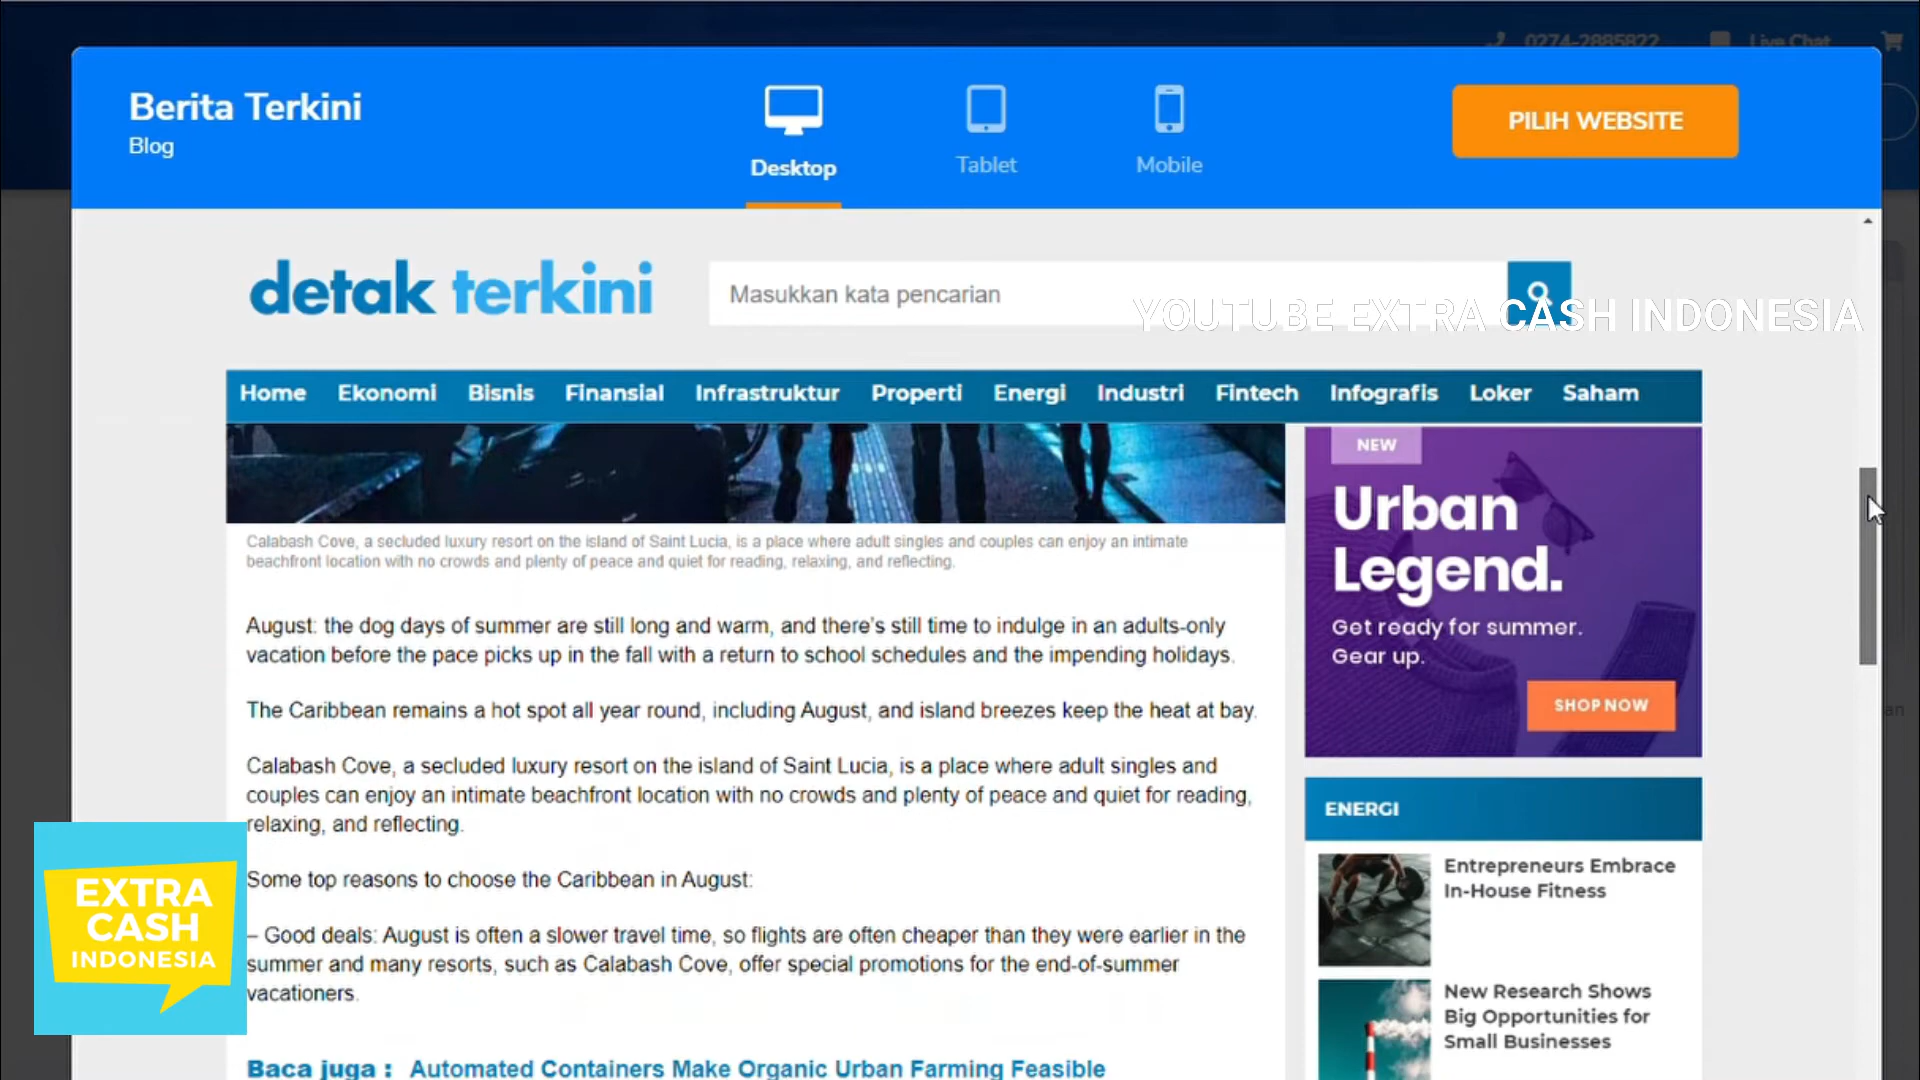 0274-2885822
Live Chat
Berita Terkini
Blog
Desktop
Tablet
Mobile
PILIH WEBSITE
detak terkini
Masukkan kata pencarian
YOUTUBE EXTRA CASH INDONESIA
Home Ekonomi Bisnis Finansial Infrastruktur Properti Energi Industri Fintech Infografis Loker Saham
Calabash Cove, a secluded luxury resort on the island of Saint Lucia, is a place where adult singles and couples can enjoy an intimate
beachfront location with no crowds and plenty of peace and quiet for reading, relaxing, and reflecting.
August: the dog days of summer are still long and warm, and there's still time to indulge in an adults-only
vacation before the pace picks up in the fall with a return to school schedules and the impending holidays.
The Caribbean remains a hot spot all year round, including August, and island breezes keep the heat at bay.
Calabash Cove, a secluded luxury resort on the island of Saint Lucia, is a place where adult singles and
couples can enjoy an intimate beachfront location with no crowds and plenty of peace and quiet for reading,
relaxing, and reflecting.
Some top reasons to choose the Caribbean in August:
– Good deals: August is often a slower travel time, so flights are often cheaper than they were earlier in the
summer and many resorts, such as Calabash Cove, offer special promotions for the end-of-summer
vacationers.
Baca juga : Automated Containers Make Organic Urban Farming Feasible
NEW
Urban
Legend.
Get ready for summer.
Gear up.
SHOP NOW
ENERGI
Entrepreneurs Embrace
In-House Fitness
New Research Shows
Big Opportunities for
Small Businesses
EXTRA
CASH
INDONESIA